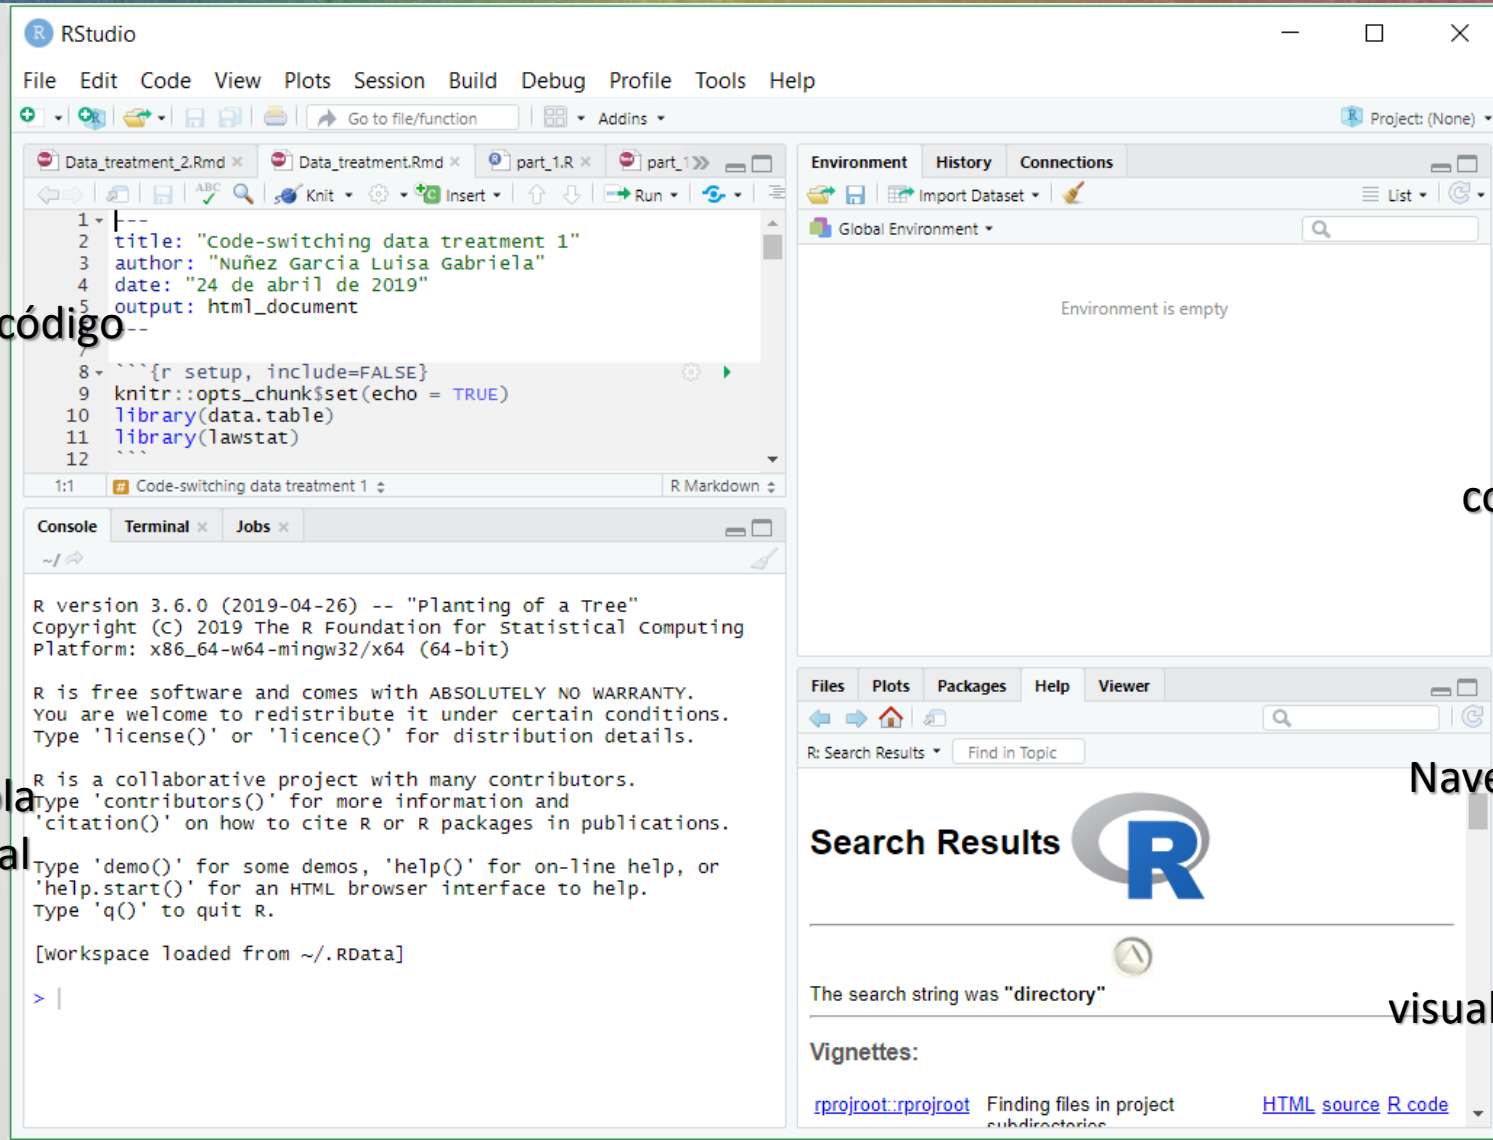 RStudio
File Edit Code View Plots Session Build Debug Profile Tools Help
Go to file/function Addins Project: (None)
Data_treatment_2.Rmd Data_treatment.Rmd part_1.R part_1
ABC Knit Insert Run
1 ---
2 title: "Code-switching data treatment 1"
3 author: "Nuñez Garcia Luisa Gabriela"
4 date: "24 de abril de 2019"
5 output: html_document
código
---
7
8 ```{r setup, include=FALSE}
9 knitr::opts_chunk$set(echo = TRUE)
10 library(data.table)
11 library(lawstat)
12 ```
1:1 # Code-switching data treatment 1 R Markdown
Console Terminal Jobs
~/
R version 3.6.0 (2019-04-26) -- "Planting of a Tree"
Copyright (C) 2019 The R Foundation for Statistical Computing
Platform: x86_64-w64-mingw32/x64 (64-bit)
R is free software and comes with ABSOLUTELY NO WARRANTY.
You are welcome to redistribute it under certain conditions.
Type 'license()' or 'licence()' for distribution details.
R is a collaborative project with many contributors.
Type 'contributors()' for more information and
'citation()' on how to cite R or R packages in publications.
Type 'demo()' for some demos, 'help()' for on-line help, or
'help.start()' for an HTML browser interface to help.
Type 'q()' to quit R.
[Workspace loaded from ~/.RData]
>
Environment History Connections
Import Dataset List
Global Environment
Environment is empty
Files Plots Packages Help Viewer
R: Search Results Find in Topic
Search Results R
The search string was "directory"
Vignettes:
rprojroot::rprojroot Finding files in project HTML source R code
subdirectories